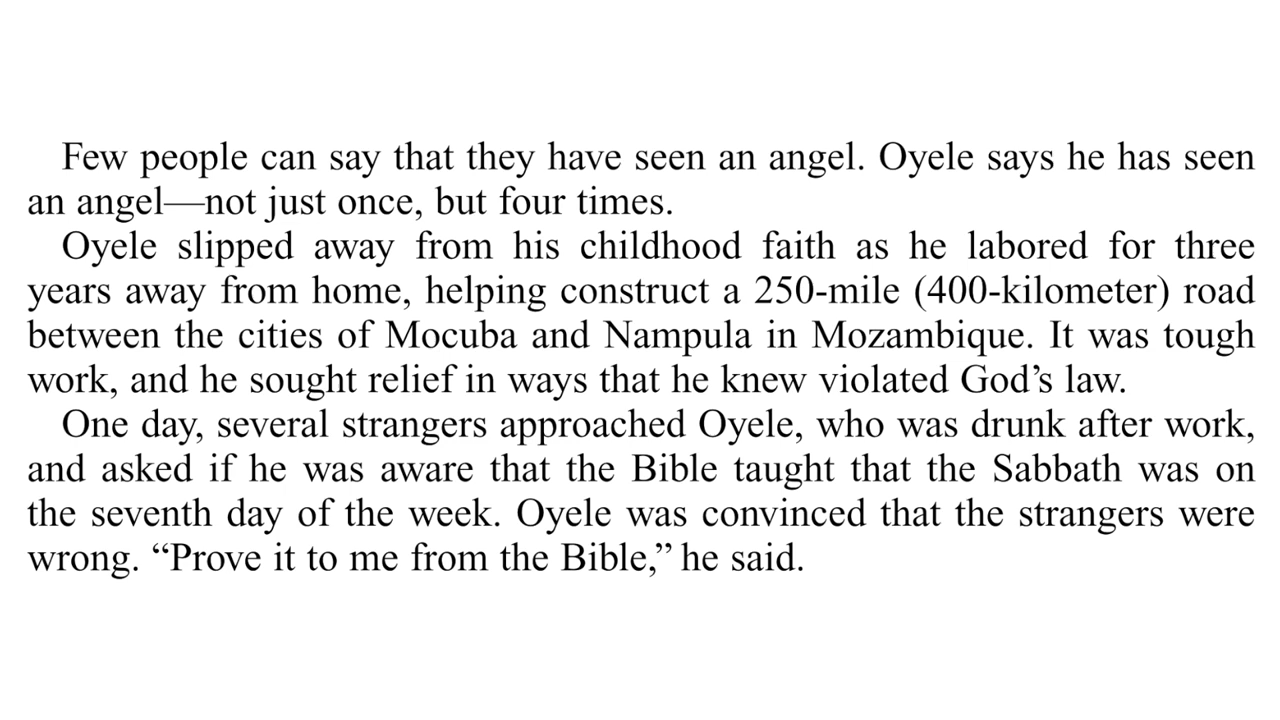 Few people can say that they have seen an angel. Oyele says he has seen
an angel—not just once, but four times.
Oyele slipped away from his childhood faith as he labored for three
years away from home, helping construct a 250-mile (400-kilometer) road
between the cities of Mocuba and Nampula in Mozambique. It was tough
work, and he sought relief in ways that he knew violated God’s law.
One day, several strangers approached Oyele, who was drunk after work,
and asked if he was aware that the Bible taught that the Sabbath was on
the seventh day of the week. Oyele was convinced that the strangers were
wrong. “Prove it to me from the Bible,” he said.